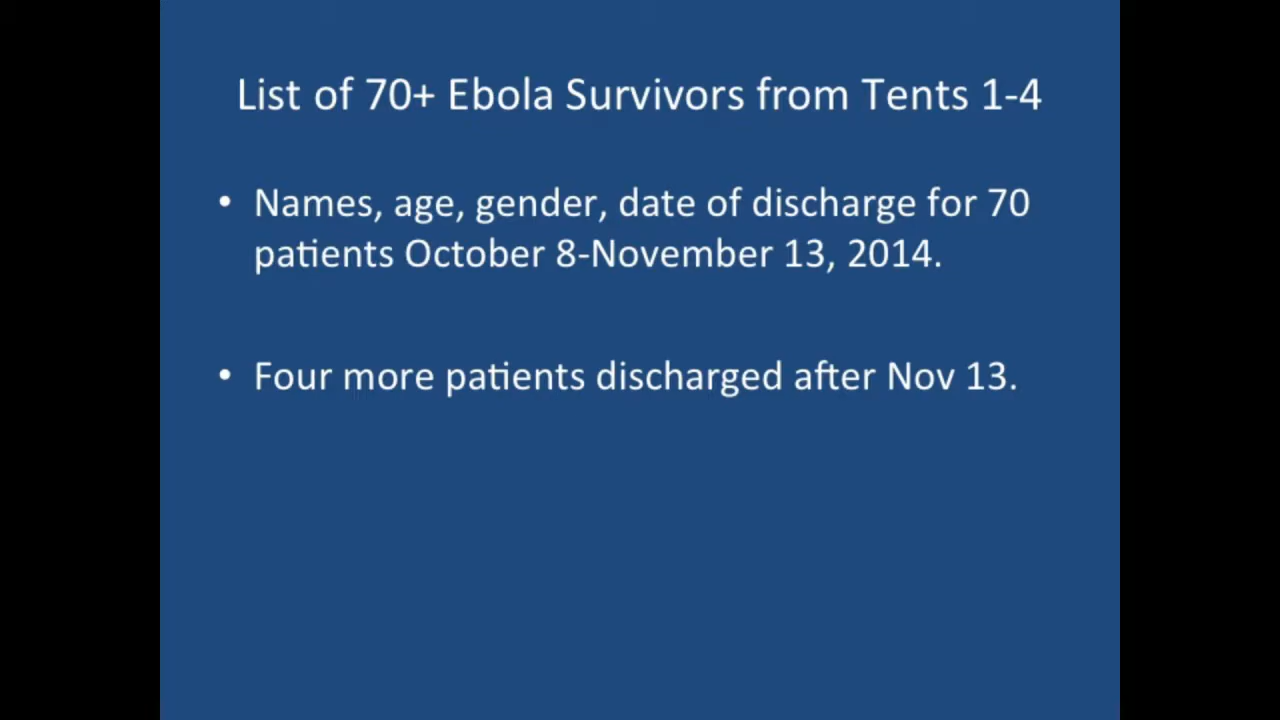 List of 70+ Ebola Survivors from Tents 1-4
• Names, age, gender, date of discharge for 70
patients October 8-November 13, 2014.
• Four more patients discharged after Nov 13.